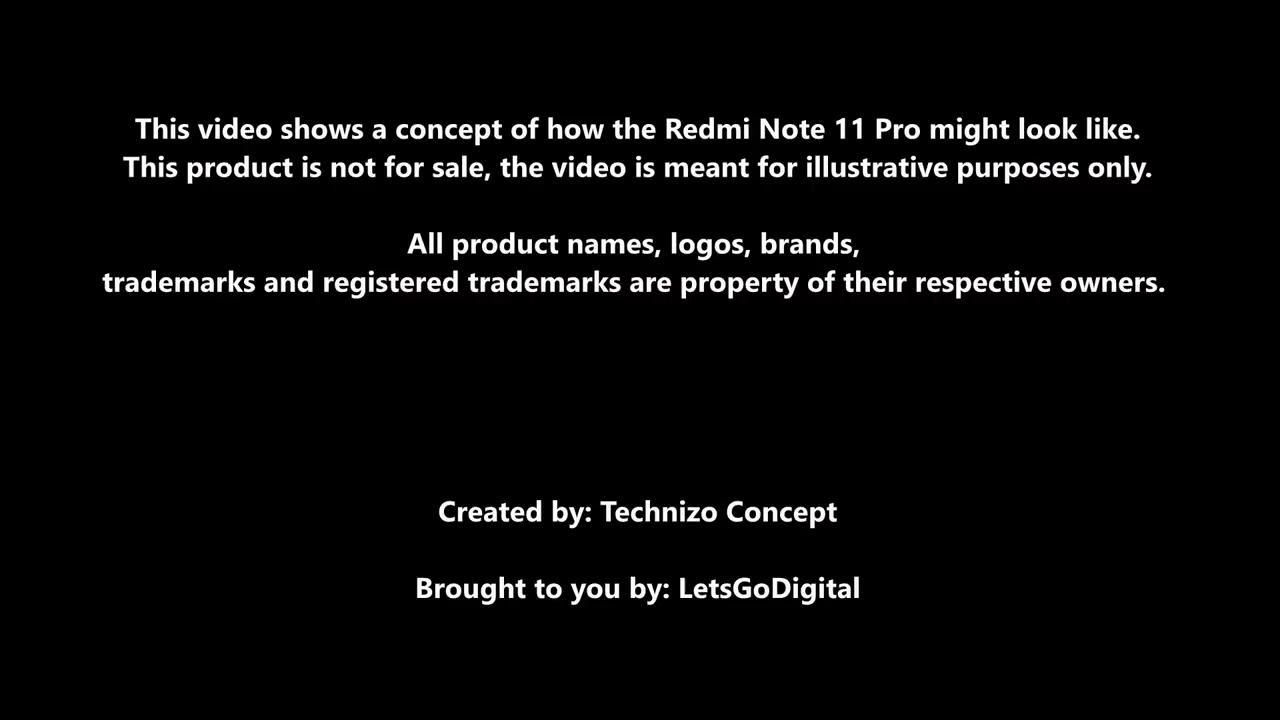 This video shows a concept of how the Redmi Note 11 Pro might look like.
This product is not for sale, the video is meant for illustrative purposes only.
All product names, logos, brands,
trademarks and registered trademarks are property of their respective owners.
Created by: Technizo Concept
Brought to you by: LetsGoDigital